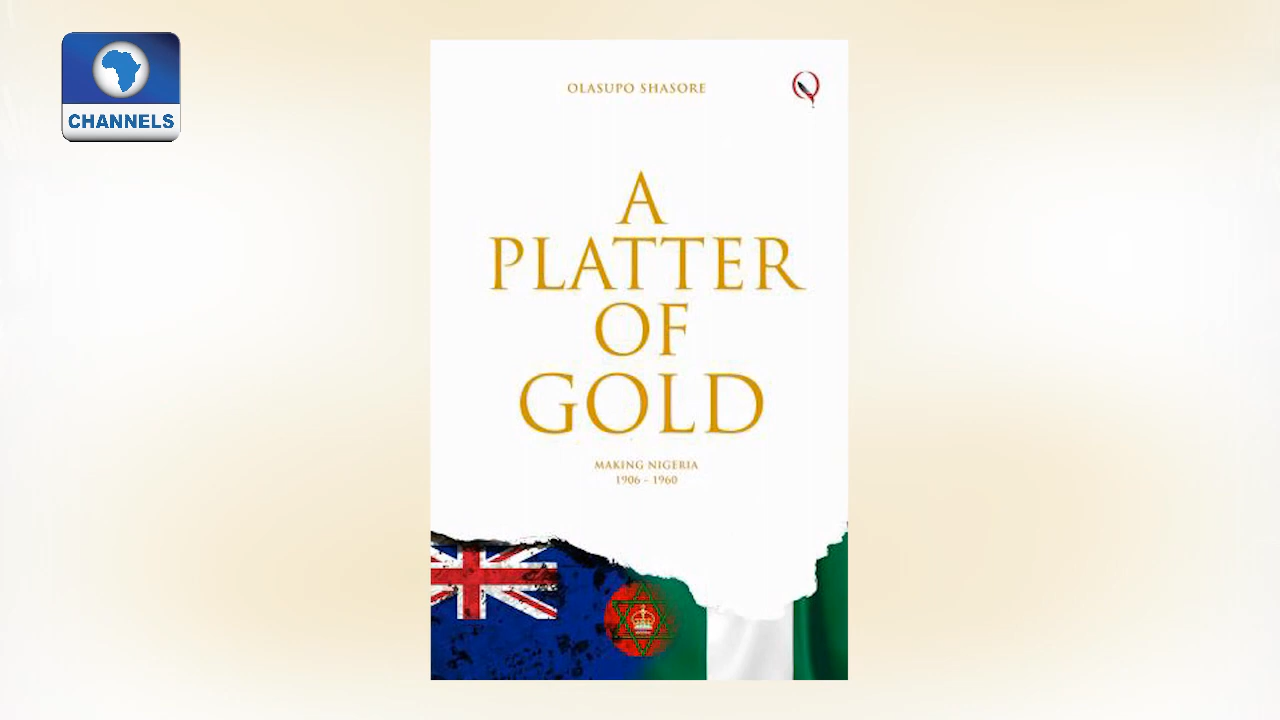 CHANNELS
OLASUPO SHASORE
A
PLATTER
OF
GOLD
MAKING NIGERIA
1906 - 1960